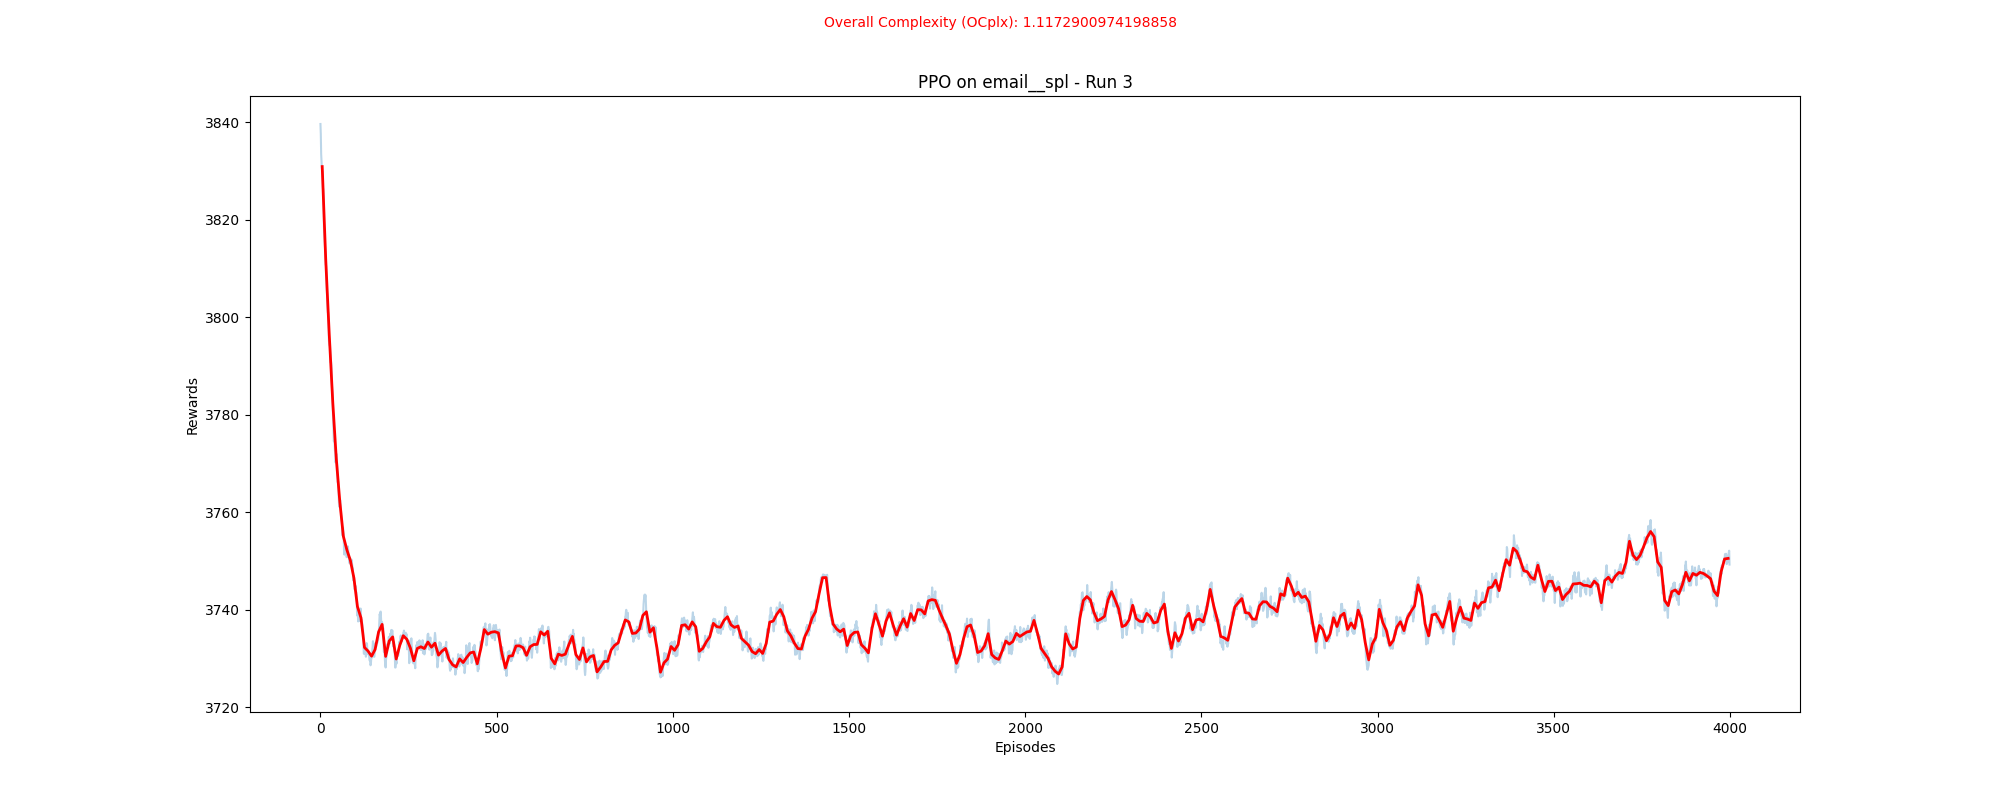 Overall Complexity (OCplx): 1.1172900974198858
PPO on email__spl - Run 3
3840
3820
3800
3780
3760
3740
3720
Rewards
0 500 1000 1500 2000 2500 3000 3500 4000
Episodes